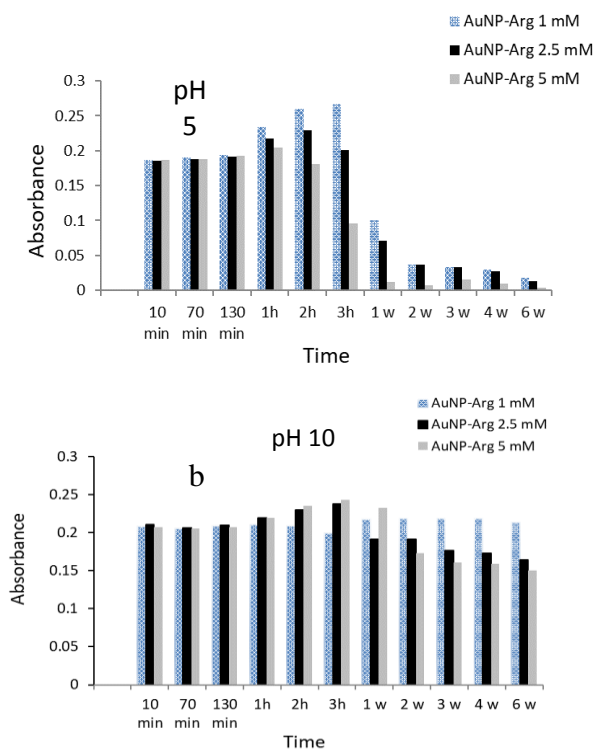 AuNP-Arg 1 mM
AuNP-Arg 2.5 mM
AuNP-Arg 5 mM
pH
5
Absorbance
0.3
0.25
0.2
0.15
0.1
0.05
0
10 min
70 min
130 min
1h
2h
3h
1 w
2 w
3 w
4 w
6 w
Time
AuNP-Arg 1 mM
AuNP-Arg 2.5 mM
AuNP-Arg 5 mM
pH 10
b
Absorbance
0.3
0.25
0.2
0.15
0.1
0.05
0
10 min
70 min
130 min
1h
2h
3h
1 w
2 w
3 w
4 w
6 w
Time